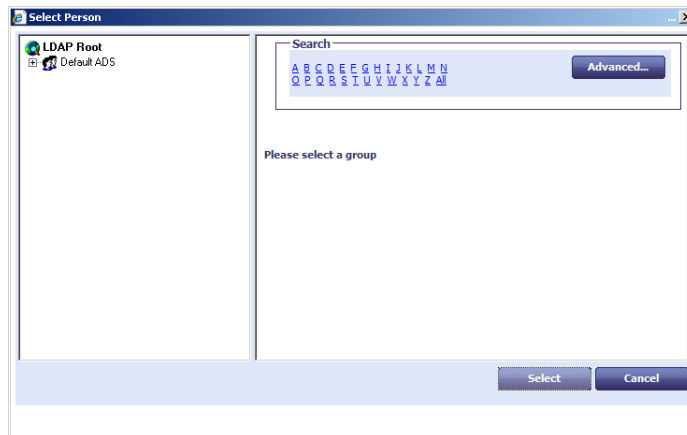 Select Person
...
LDAP Root
Default ADS
Search
A B C D E F G H I J K L M N
O P Q R S T U V W X Y Z All
Advanced...
Please select a group
Select
Cancel